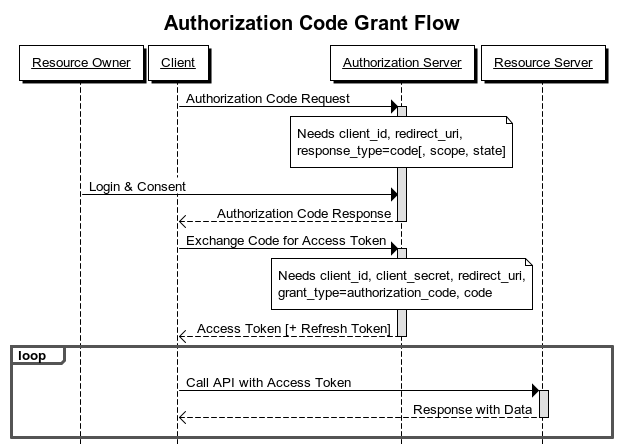 Authorization Code Grant Flow
Resource Owner
Client
Authorization Server
Resource Server
Authorization Code Request
Needs client_id, redirect_uri,
response_type=code[, scope, state]
Login & Consent
Authorization Code Response
Exchange Code for Access Token
Needs client_id, client_secret, redirect_uri,
grant_type=authorization_code, code
Access Token [+ Refresh Token]
loop
Call API with Access Token
Response with Data